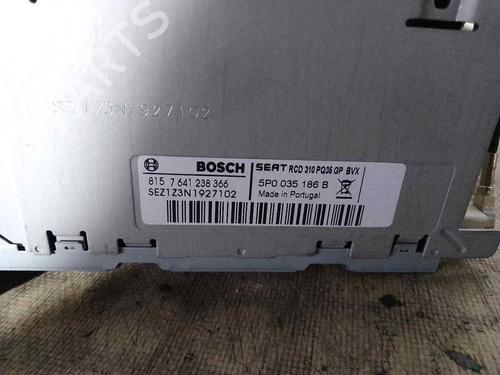 PARTS
SEZ1Z3N1927102
BOSCH
815 7 641 238 366
SEZ1Z3N1927102
SEAT RCD 310 PQ35 GP BVX
5P0 035 186 B
Made in Portugal